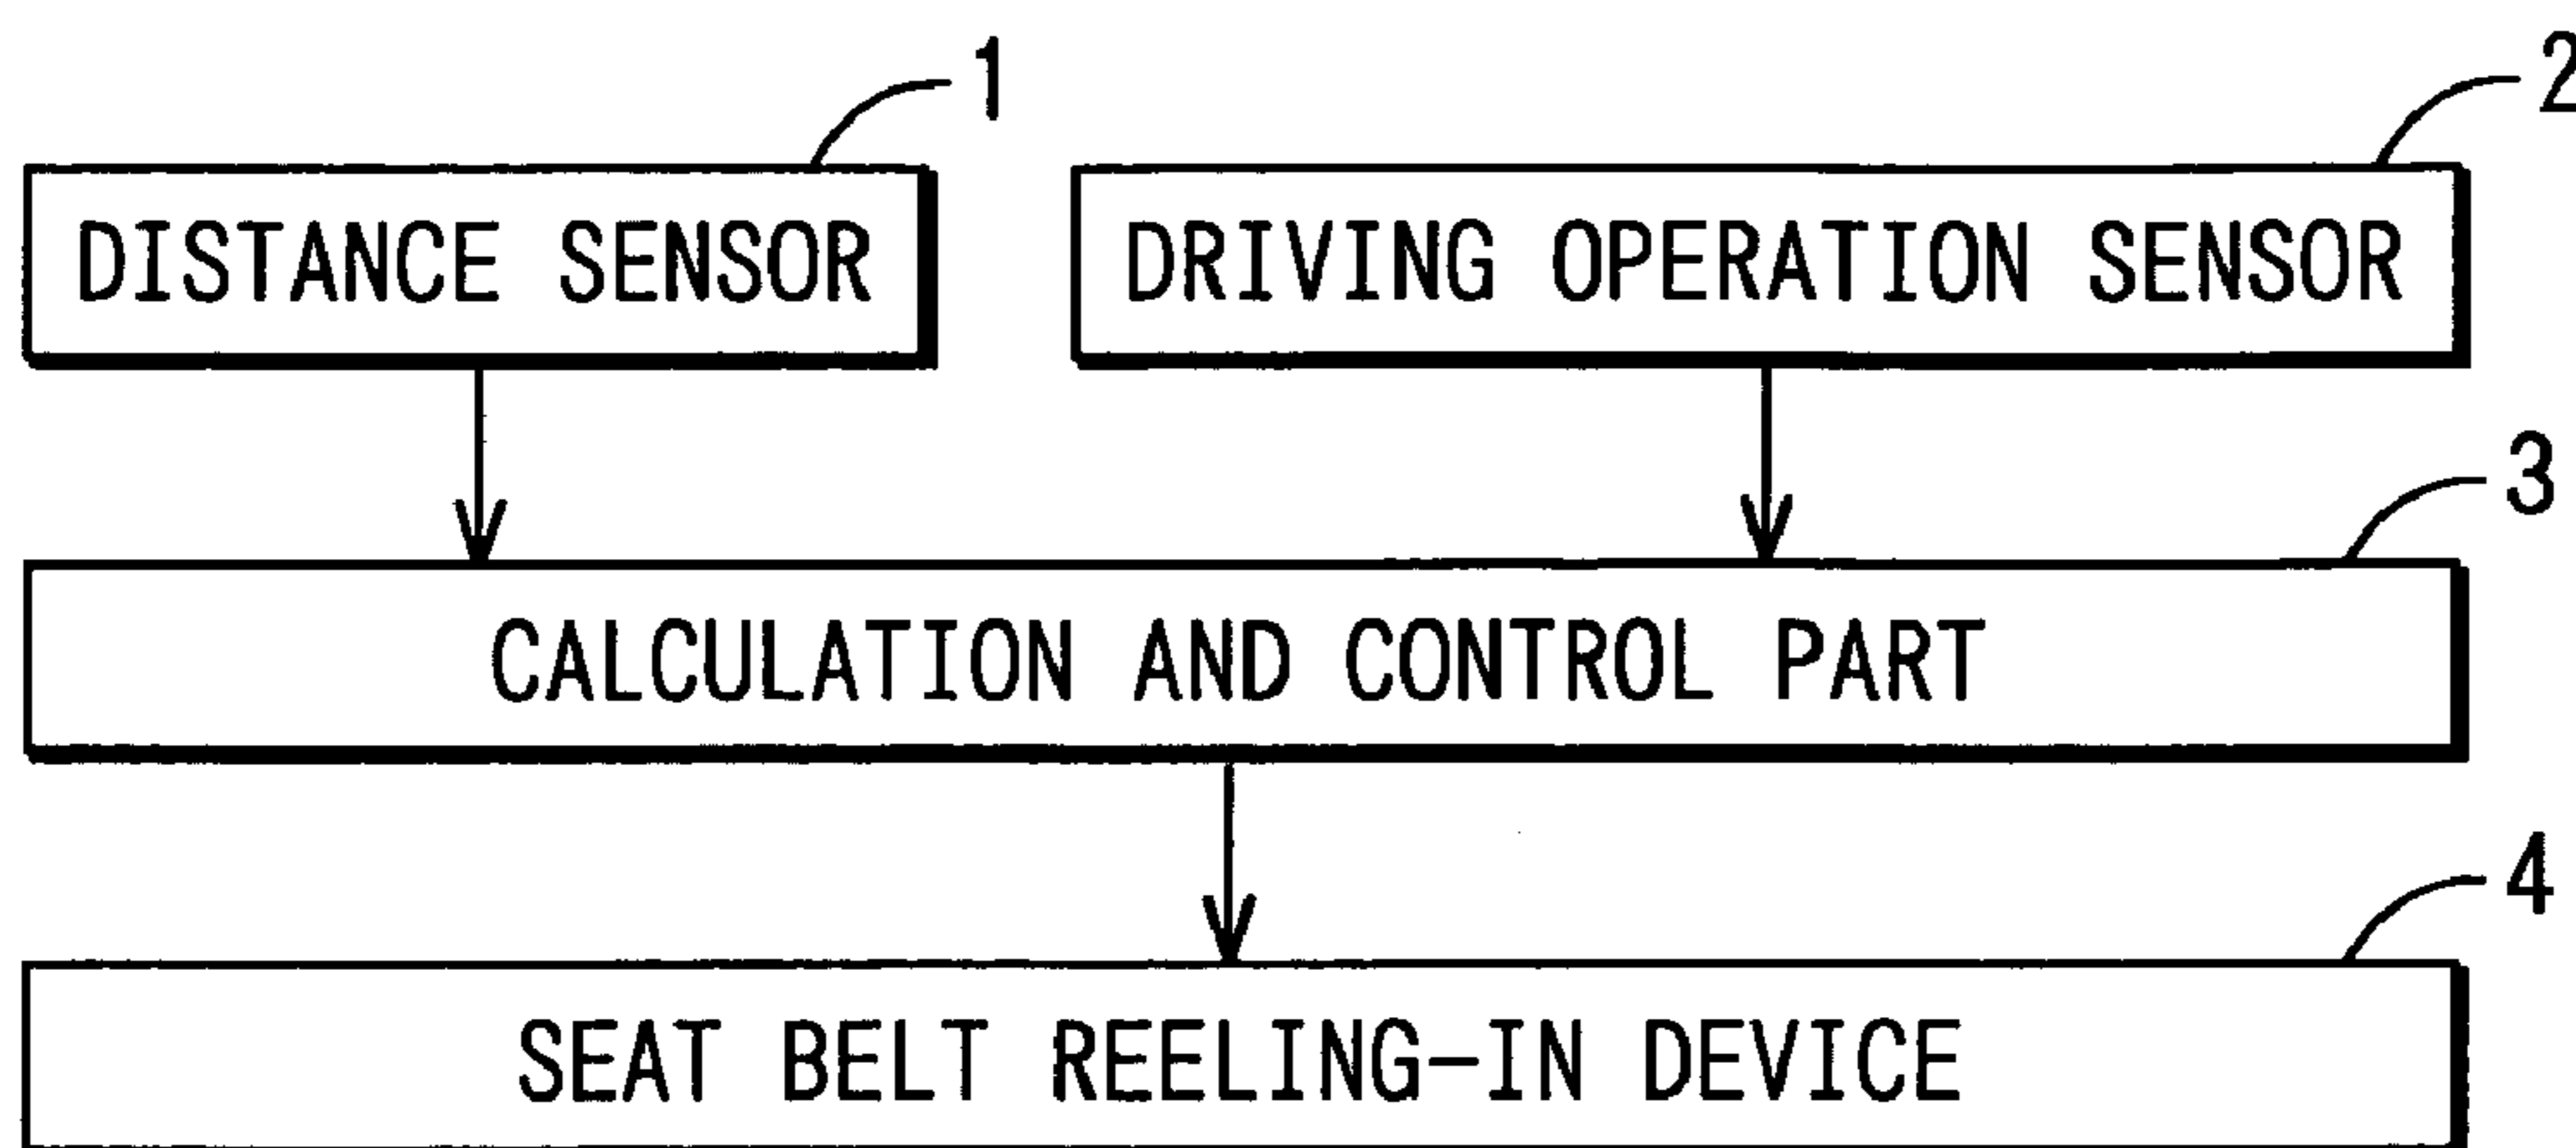 1
2
DISTANCE SENSOR
DRIVING OPERATION SENSOR
3
CALCULATION AND CONTROL PART
4
SEAT BELT REELING-IN DEVICE